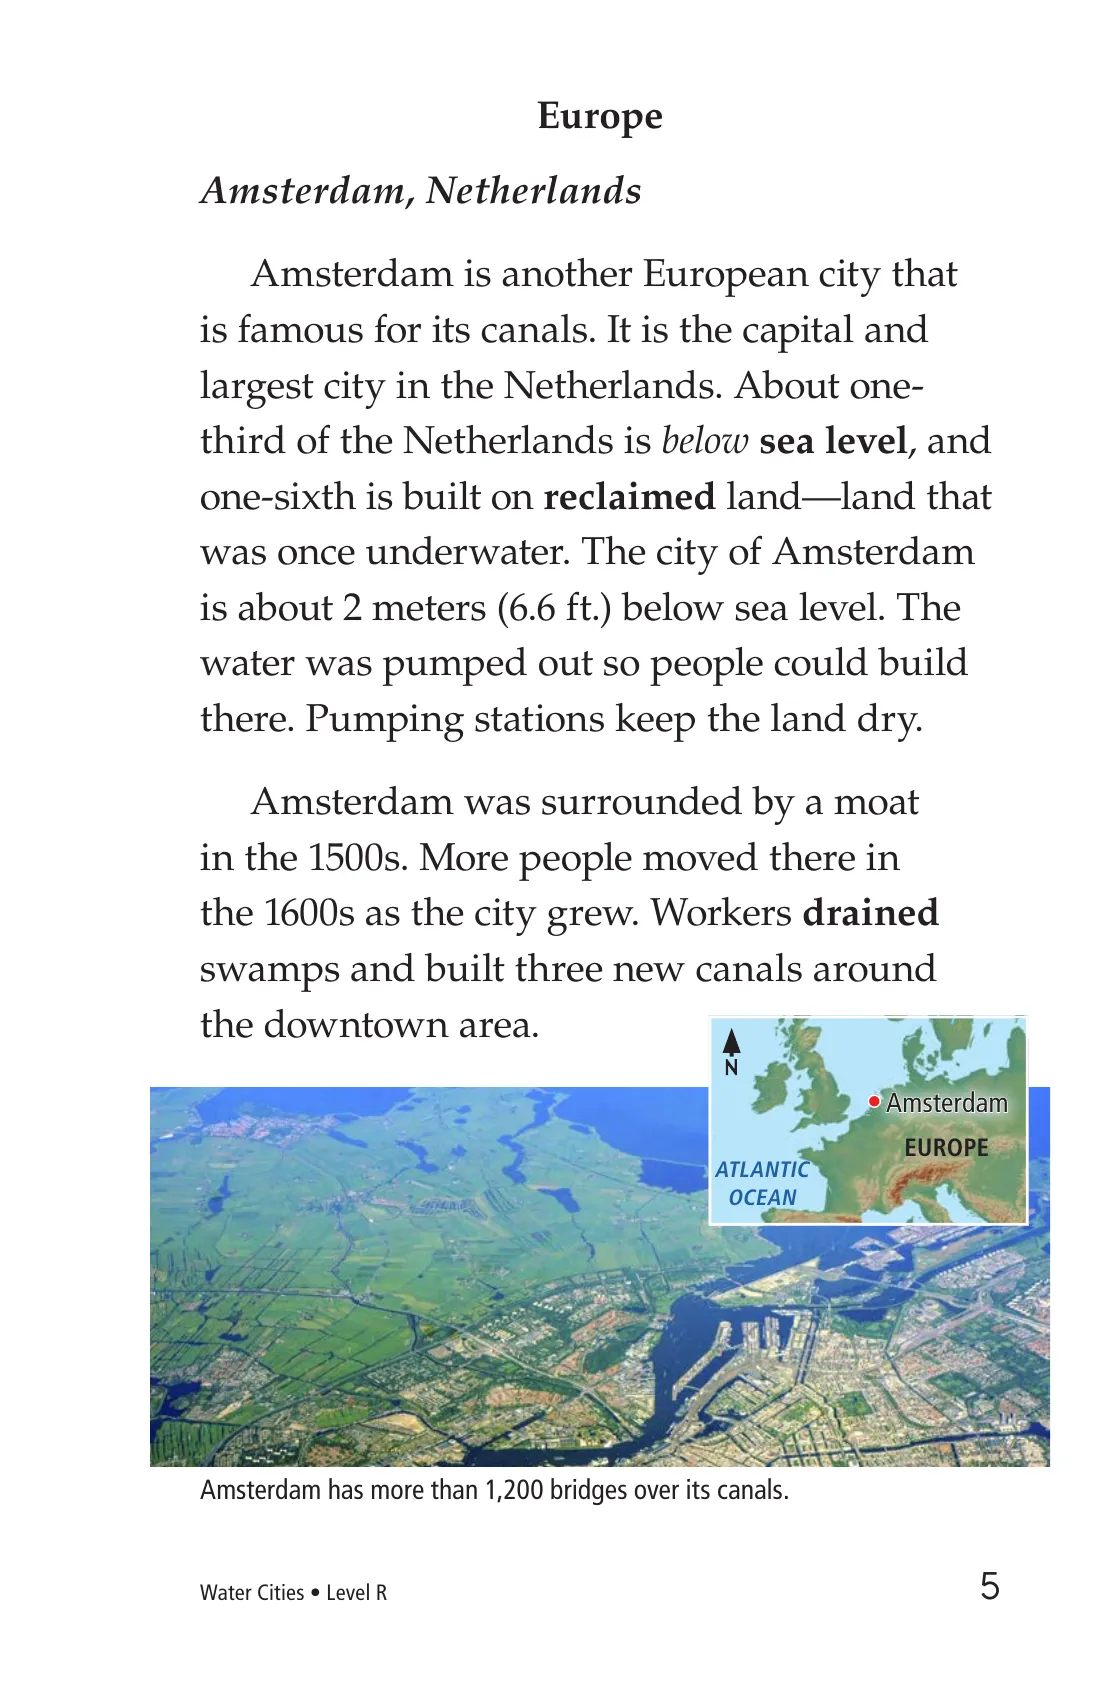 Europe
Amsterdam, Netherlands
Amsterdam is another European city that
is famous for its canals. It is the capital and
largest city in the Netherlands. About one-
third of the Netherlands is below sea level, and
one-sixth is built on reclaimed land—land that
was once underwater. The city of Amsterdam
is about 2 meters (6.6 ft.) below sea level. The
water was pumped out so people could build
there. Pumping stations keep the land dry.
Amsterdam was surrounded by a moat
in the 1500s. More people moved there in
the 1600s as the city grew. Workers drained
swamps and built three new canals around
the downtown area.
N
Amsterdam
EUROPE
ATLANTIC
OCEAN
Amsterdam has more than 1,200 bridges over its canals.
Water Cities • Level R
5